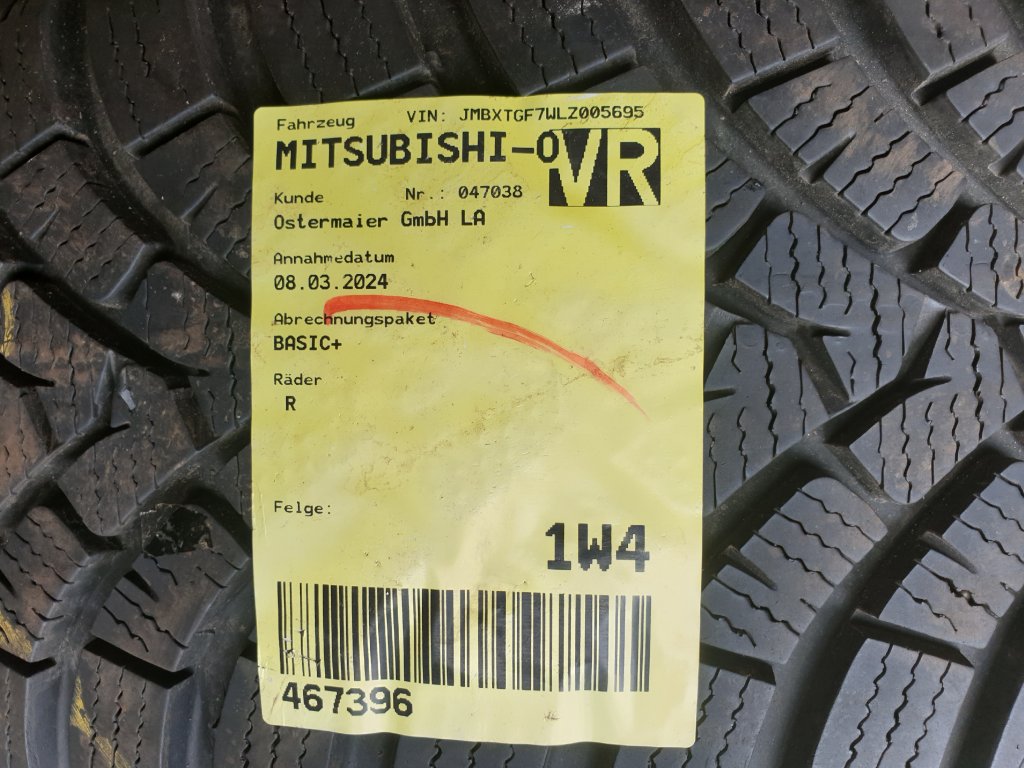 Fahrzeug VIN: JMBXTGF7WLZ005695
MITSUBISHI-O VR
Kunde Nr.: 047038
Ostermaier GmbH LA
Annahmedatum
08.03.2024
Abrechnungspaket
BASIC+
Räder
R
Felge:
1W4
467396